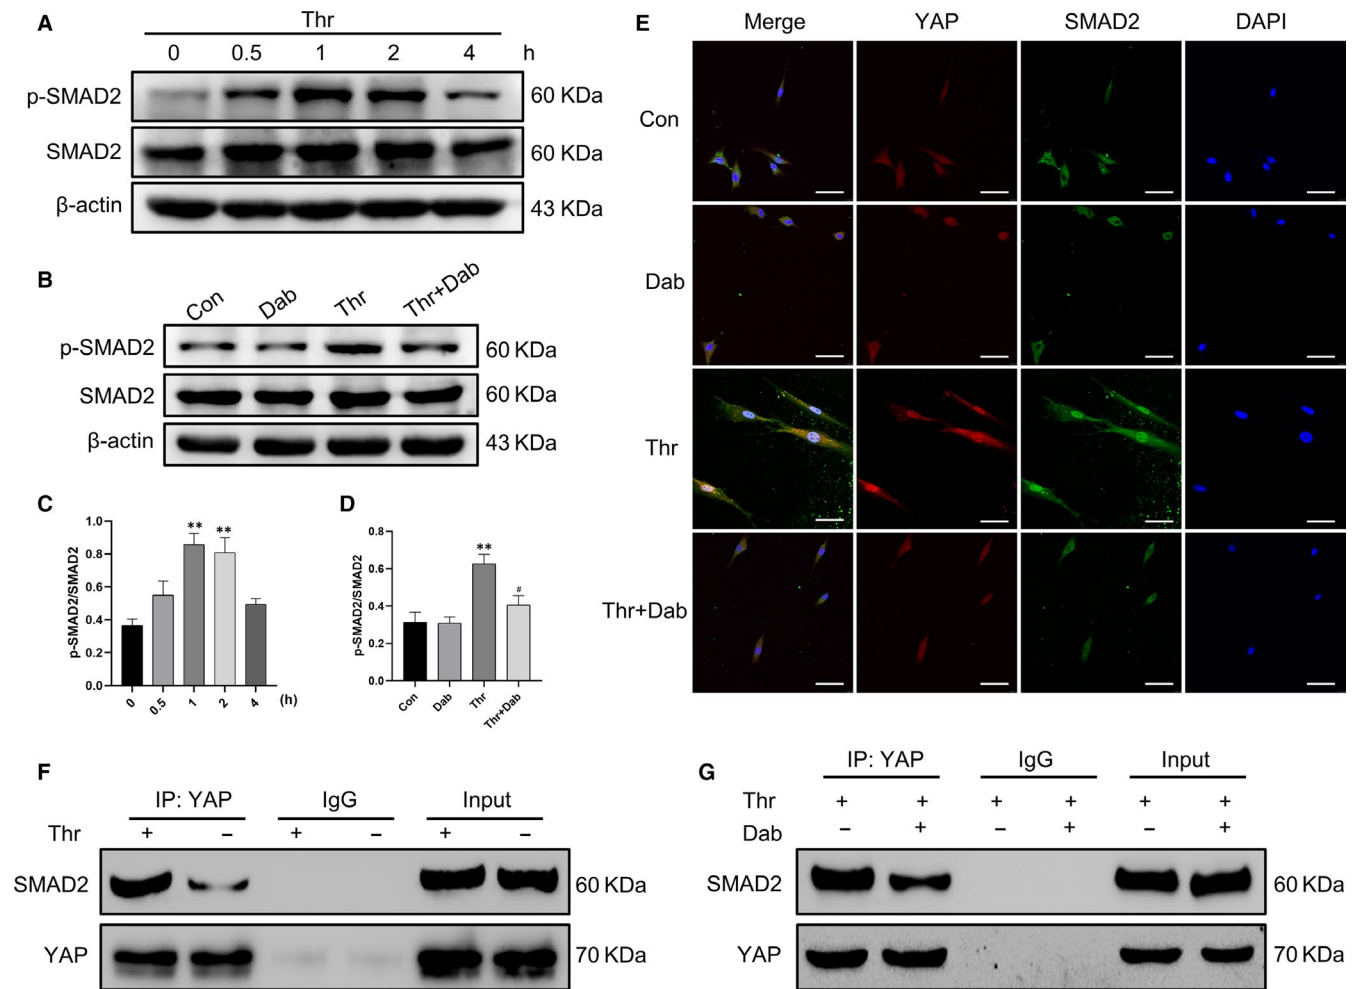 A
Thr
0 0.5 1 2 4 h
p-SMAD2 60 KDa
SMAD2 60 KDa
β-actin 43 KDa
B
Con Dab Thr Thr+Dab
p-SMAD2 60 KDa
SMAD2 60 KDa
β-actin 43 KDa
C
p-SMAD2/SMAD2
1.0
0.8
0.6
0.4
0.2
0.0
** **
0 0.5 1 2 4 (h)
D
p-SMAD2/SMAD2
0.8
0.6
0.4
0.2
0.0
** #
Con Dab Thr Thr+Dab
E
Merge YAP SMAD2 DAPI
Con
Dab
Thr
Thr+Dab
F
IP: YAP IgG Input
Thr + – + – + –
SMAD2 60 KDa
YAP 70 KDa
G
IP: YAP IgG Input
Thr + + + + + +
Dab – + – + – +
SMAD2 60 KDa
YAP 70 KDa